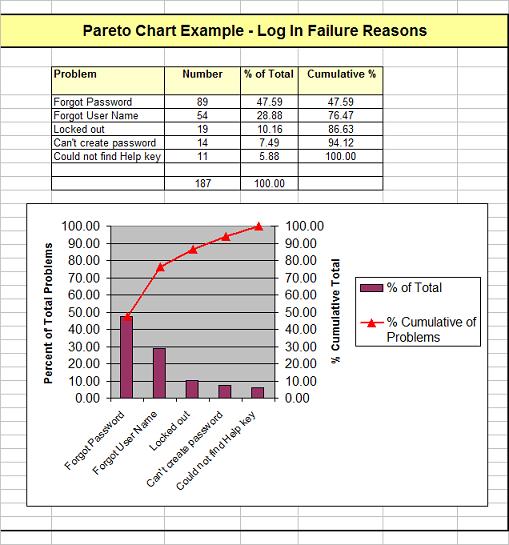 Pareto Chart Example - Log In Failure Reasons
Problem Number % of Total Cumulative %
Forgot Password 89 47.59 47.59
Forgot User Name 54 28.88 76.47
Locked out 19 10.16 86.63
Can't create password 14 7.49 94.12
Could not find Help key 11 5.88 100.00
187 100.00
Percent of Total Problems
100.00
90.00
80.00
70.00
60.00
50.00
40.00
30.00
20.00
10.00
0.00
100.00
90.00
80.00
70.00
60.00
50.00
40.00
30.00
20.00
10.00
0.00
% Cumulative Total
Forgot Password
Forgot User Name
Locked out
Can't create password
Could not find Help key
% of Total
% Cumulative of
Problems